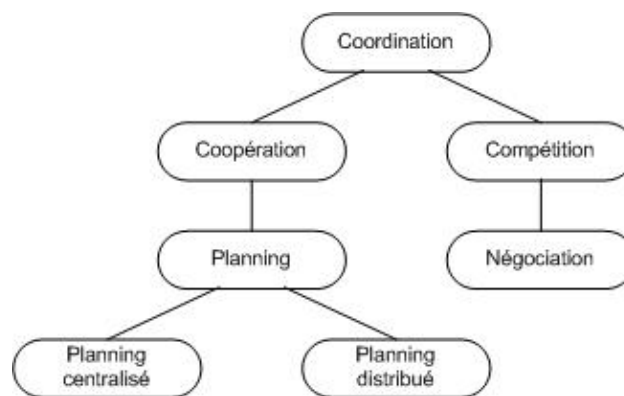 Coordination
Coopération
Compétition
Planning
Négociation
Planning
centralisé
Planning
distribué